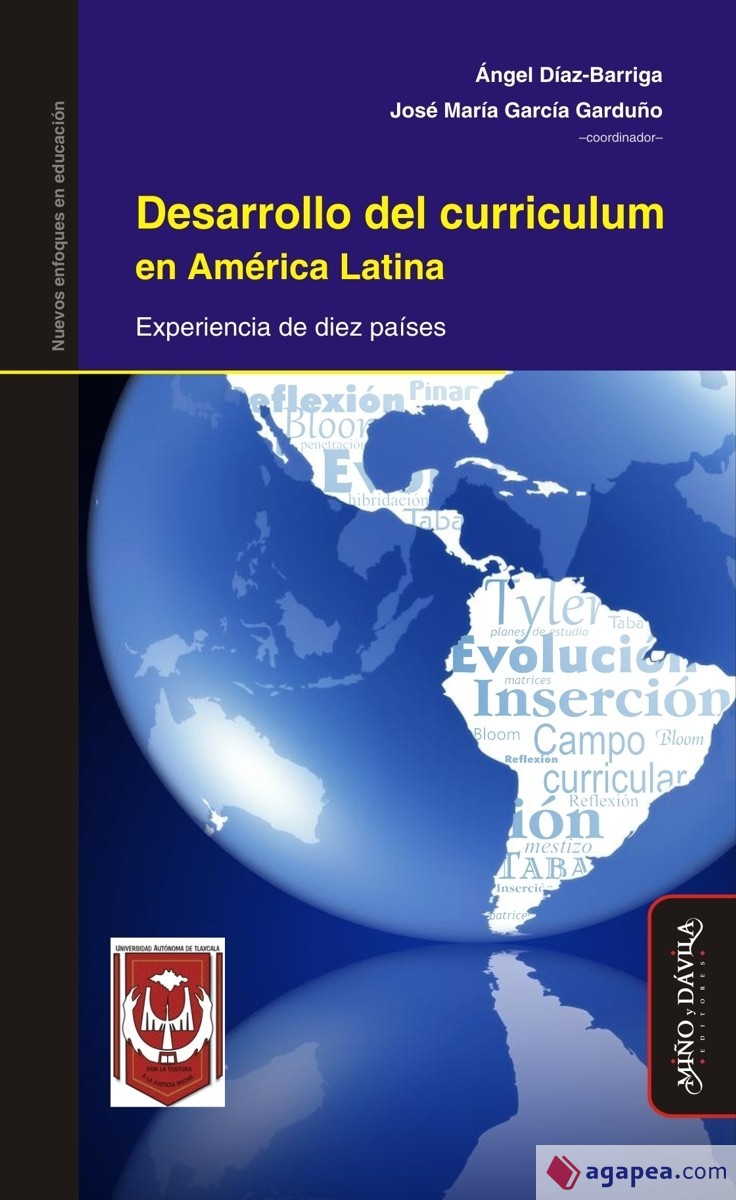 Ángel Díaz-Barriga
José María García Garduño
–coordinador–
Nuevos enfoques en educación
Desarrollo del curriculum
en América Latina
Experiencia de diez países
eflexión
Pinar
Bloom
penetración
Evol
hibridación
Taba
Tyler
Taba
planes de estudio
Evolución
matrices
Inserción
Bloom
Campo
Bloom
Reflexión
curricular
Reflexión
ión
mestizo
TABA
Inserció
matrice
UNIVERSIDAD AUTÓNOMA DE TLAXCALA
POR LA CULTURA
A LA JUSTICIA SOCIAL
MIÑO y DÁVILA
EDITORES
agapea.com